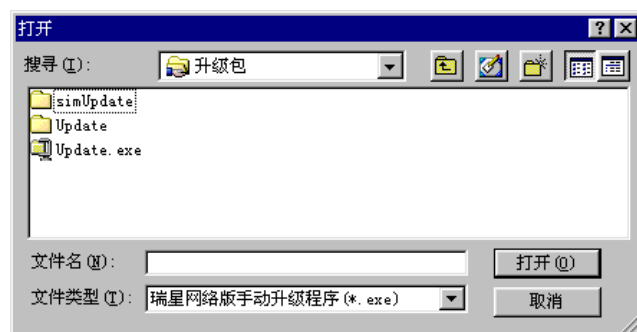 打开
搜寻(I): 升级包
simUpdate
Update
Update.exe
文件名(N): 打开(O)
文件类型(T): 瑞星网络版手动升级程序(*.exe) 取消